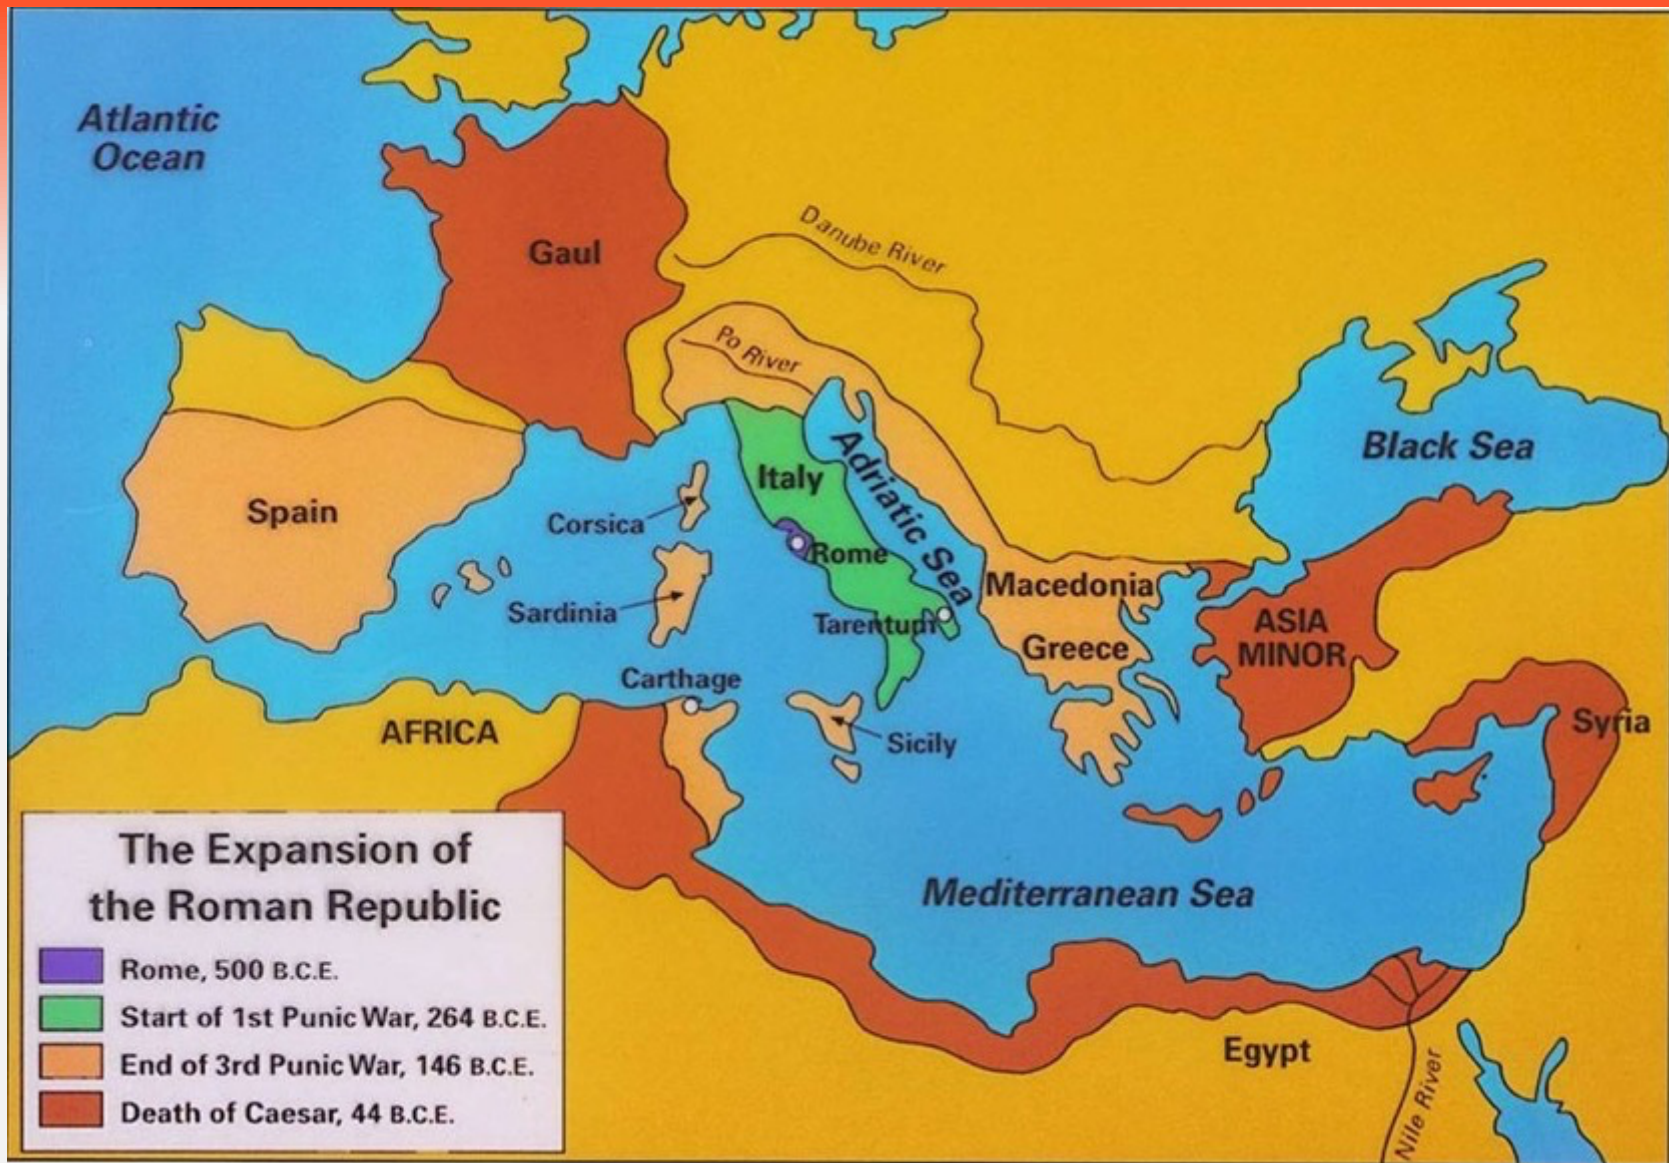 Atlantic
Ocean
Gaul
Danube River
Po River
Black Sea
Adriatic Sea
Italy
Spain
Corsica
Rome
Macedonia
Sardinia
Tarentum
ASIA
MINOR
Greece
Carthage
AFRICA
Sicily
Syria
Mediterranean Sea
Egypt
Nile River
The Expansion of
the Roman Republic
Rome, 500 B.C.E.
Start of 1st Punic War, 264 B.C.E.
End of 3rd Punic War, 146 B.C.E.
Death of Caesar, 44 B.C.E.